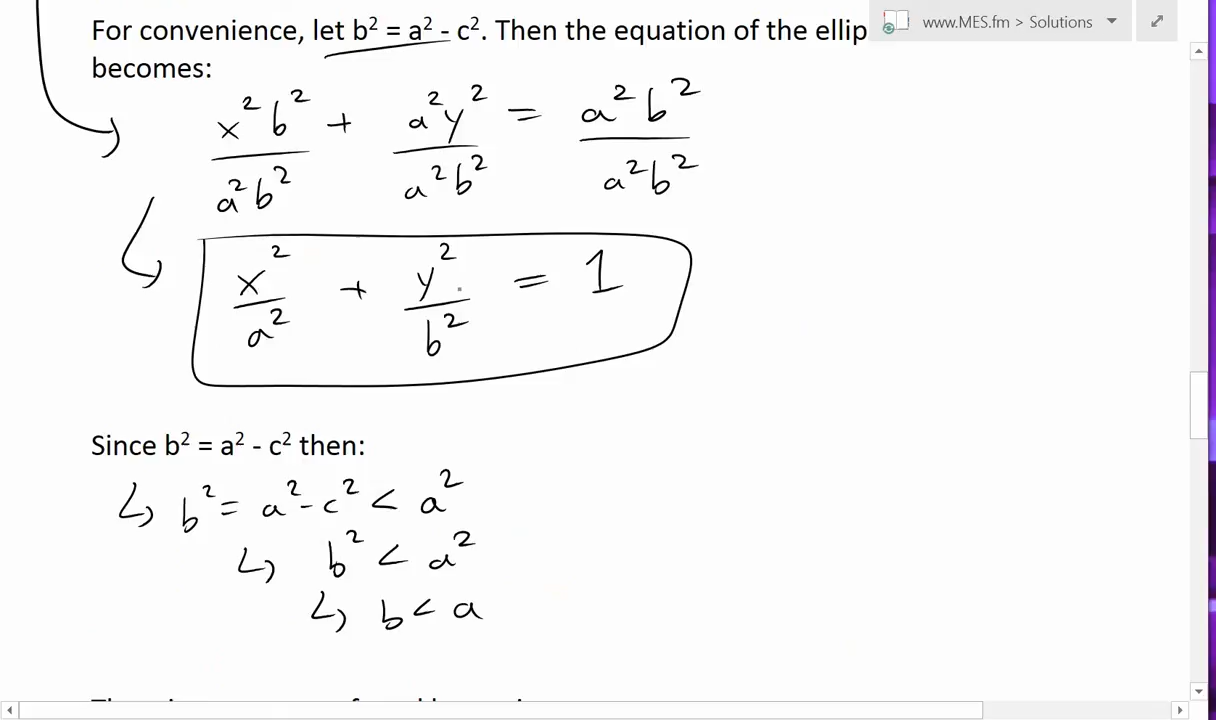 For convenience, let b² = a² - c². Then the equation of the
www.MES.fm > Solutions
becomes:
x²b²/a²b² + a²y²/a²b² = a²b²/a²b²
x²/a² + y²/b² = 1
Since b² = a² - c² then:
↳ b² = a² - c² < a²
↳ b² < a²
↳ b < a